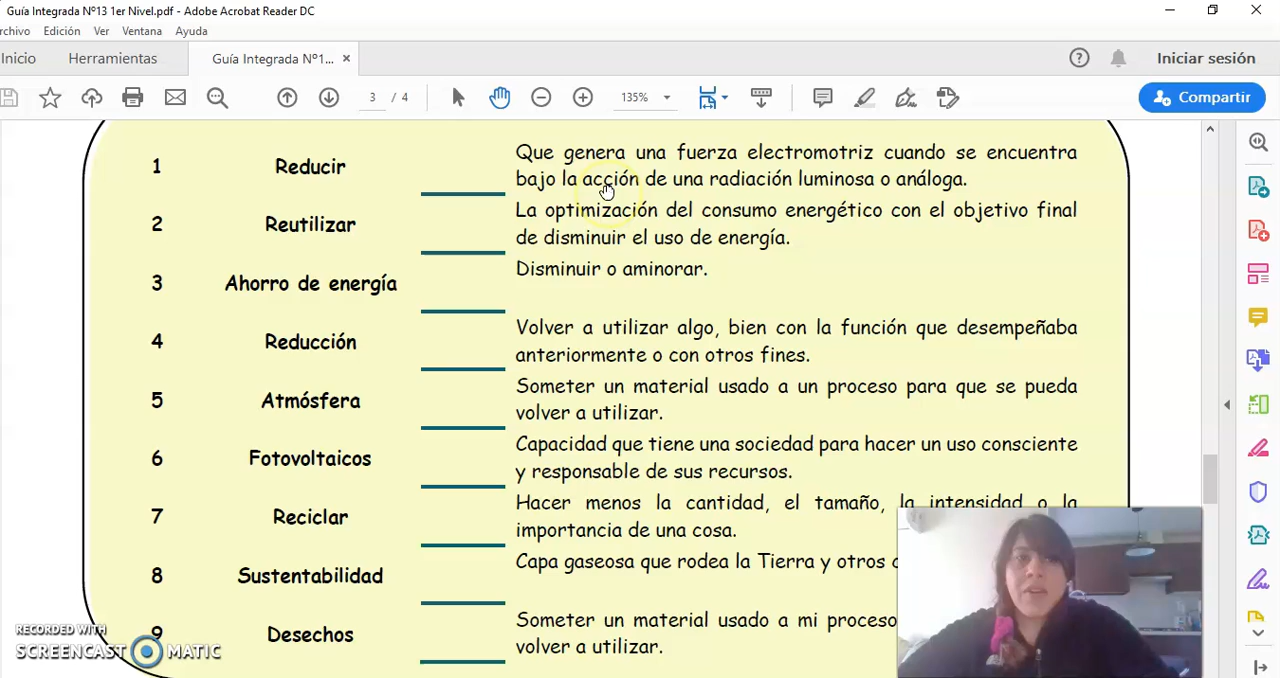 Guía Integrada Nº13 1er Nivel.pdf - Adobe Acrobat Reader DC
rchivo Edición Ver Ventana Ayuda
Inicio Herramientas Guía Integrada Nº1... × Iniciar sesión
3 / 4 135% Compartir
1 Reducir Que genera una fuerza electromotriz cuando se encuentra
bajo la acción de una radiación luminosa o análoga.
2 Reutilizar La optimización del consumo energético con el objetivo final
de disminuir el uso de energía.
3 Ahorro de energía Disminuir o aminorar.
4 Reducción Volver a utilizar algo, bien con la función que desempeñaba
anteriormente o con otros fines.
5 Atmósfera Someter un material usado a un proceso para que se pueda
volver a utilizar.
6 Fotovoltaicos Capacidad que tiene una sociedad para hacer un uso consciente
y responsable de sus recursos.
7 Reciclar Hacer menos la cantidad, el tamaño, la intensidad o la
importancia de una cosa.
8 Sustentabilidad Capa gaseosa que rodea la Tierra y otros
9 Desechos Someter un material usado a mi proceso
volver a utilizar.
RECORDED WITH
SCREENCAST MATIC